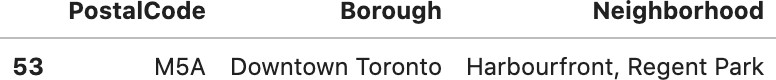 PostalCode Borough Neighborhood
53 M5A Downtown Toronto Harbourfront, Regent Park